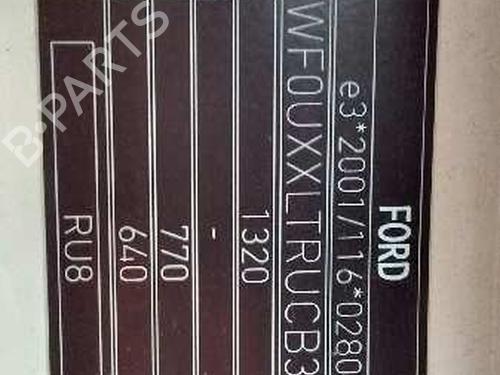 FORD
e3*2001/116*0280
WF0UXXLTRUCB3
1320
-
770
640
RU8
B-PARTS